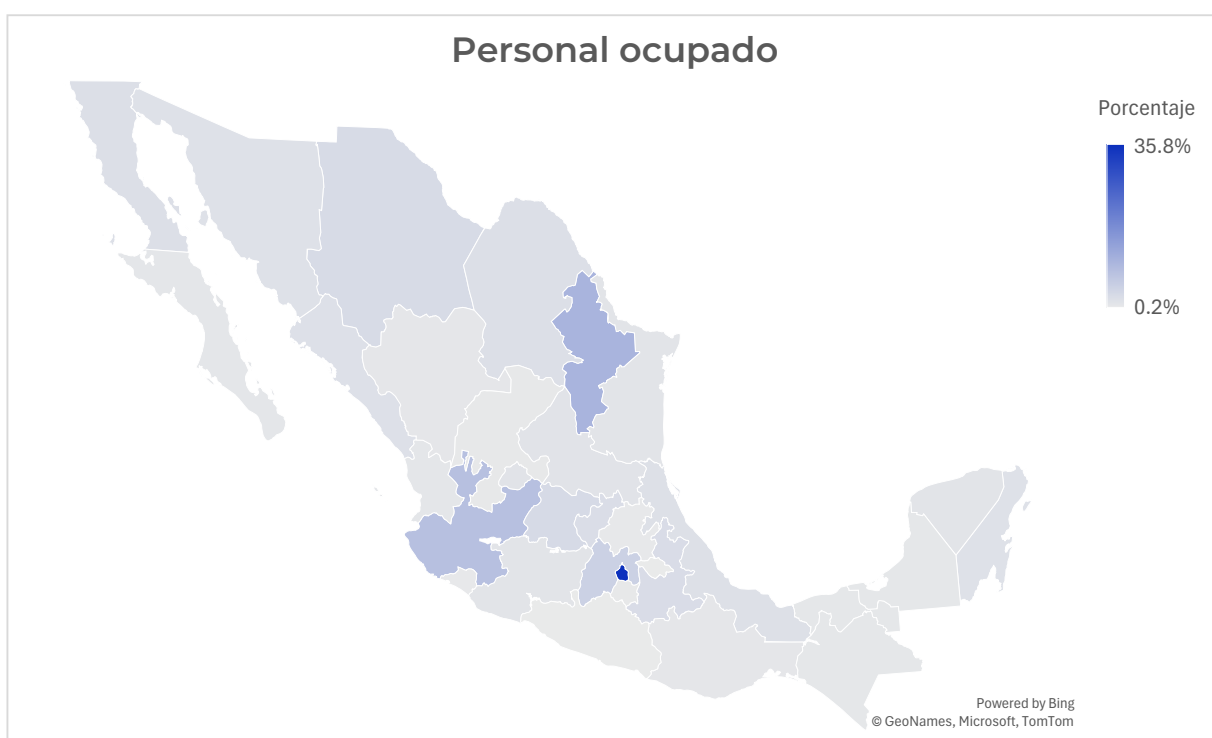 Personal ocupado
Porcentaje
35.8%
0.2%
Powered by Bing
© GeoNames, Microsoft, TomTom